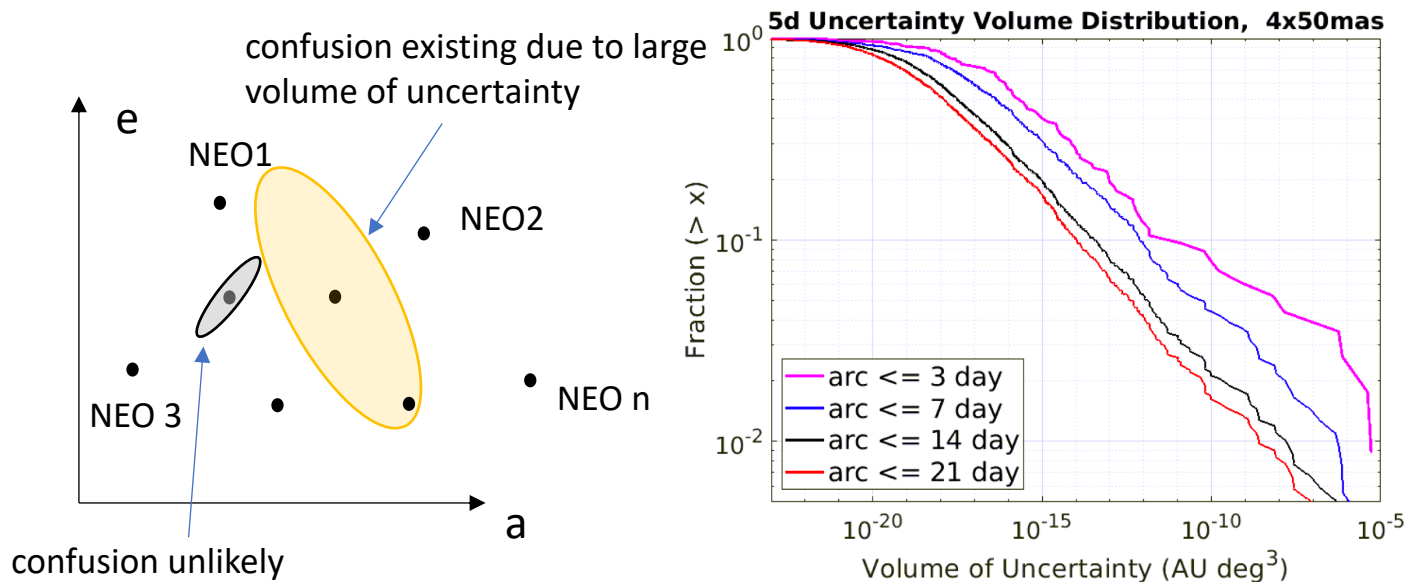 confusion existing due to large
volume of uncertainty
e
NEO1
NEO2
NEO 3
NEO n
a
confusion unlikely
5d Uncertainty Volume Distribution, 4x50mas
Fraction (> x)
10^0
10^-1
10^-2
arc <= 3 day
arc <= 7 day
arc <= 14 day
arc <= 21 day
10^-20
10^-15
10^-10
10^-5
Volume of Uncertainty (AU deg^3)